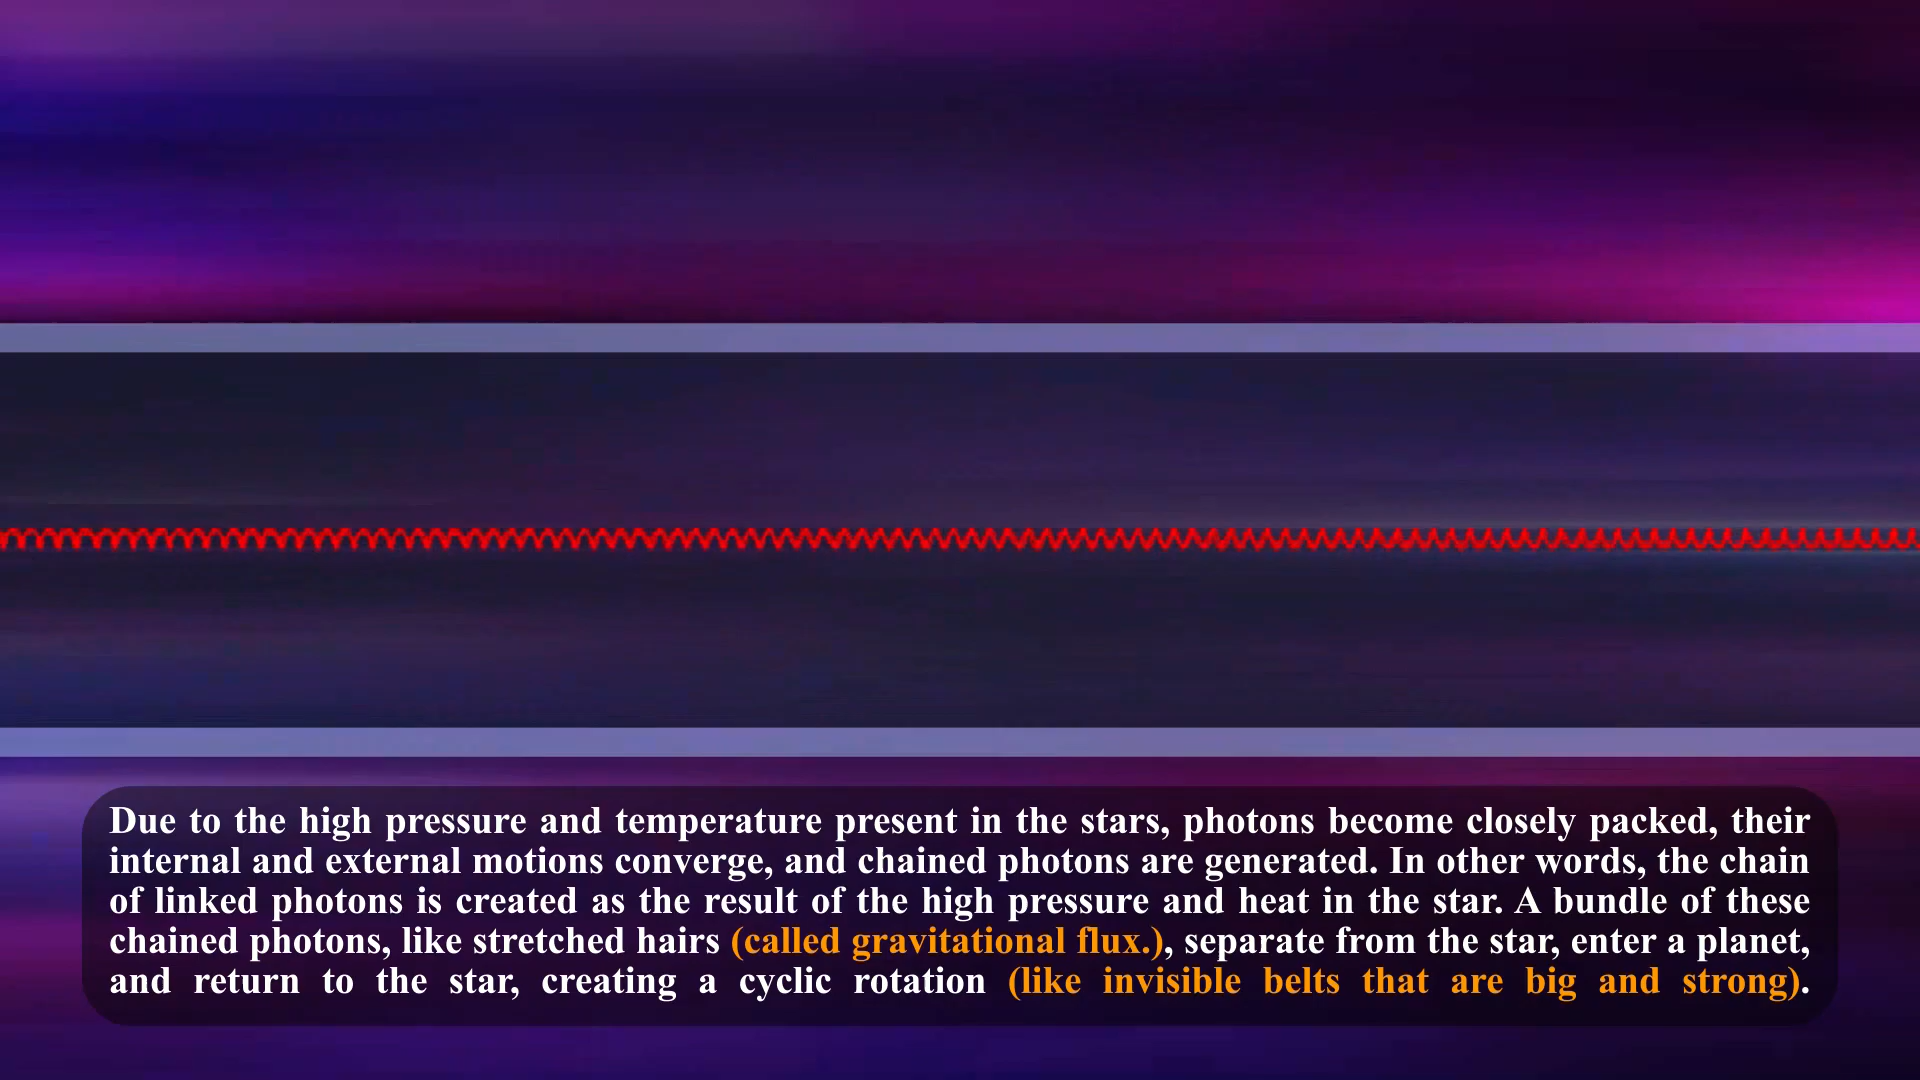 Due to the high pressure and temperature present in the stars, photons become closely packed, their
internal and external motions converge, and chained photons are generated. In other words, the chain
of linked photons is created as the result of the high pressure and heat in the star. A bundle of these
chained photons, like stretched hairs (called gravitational flux.), separate from the star, enter a planet,
and return to the star, creating a cyclic rotation (like invisible belts that are big and strong).